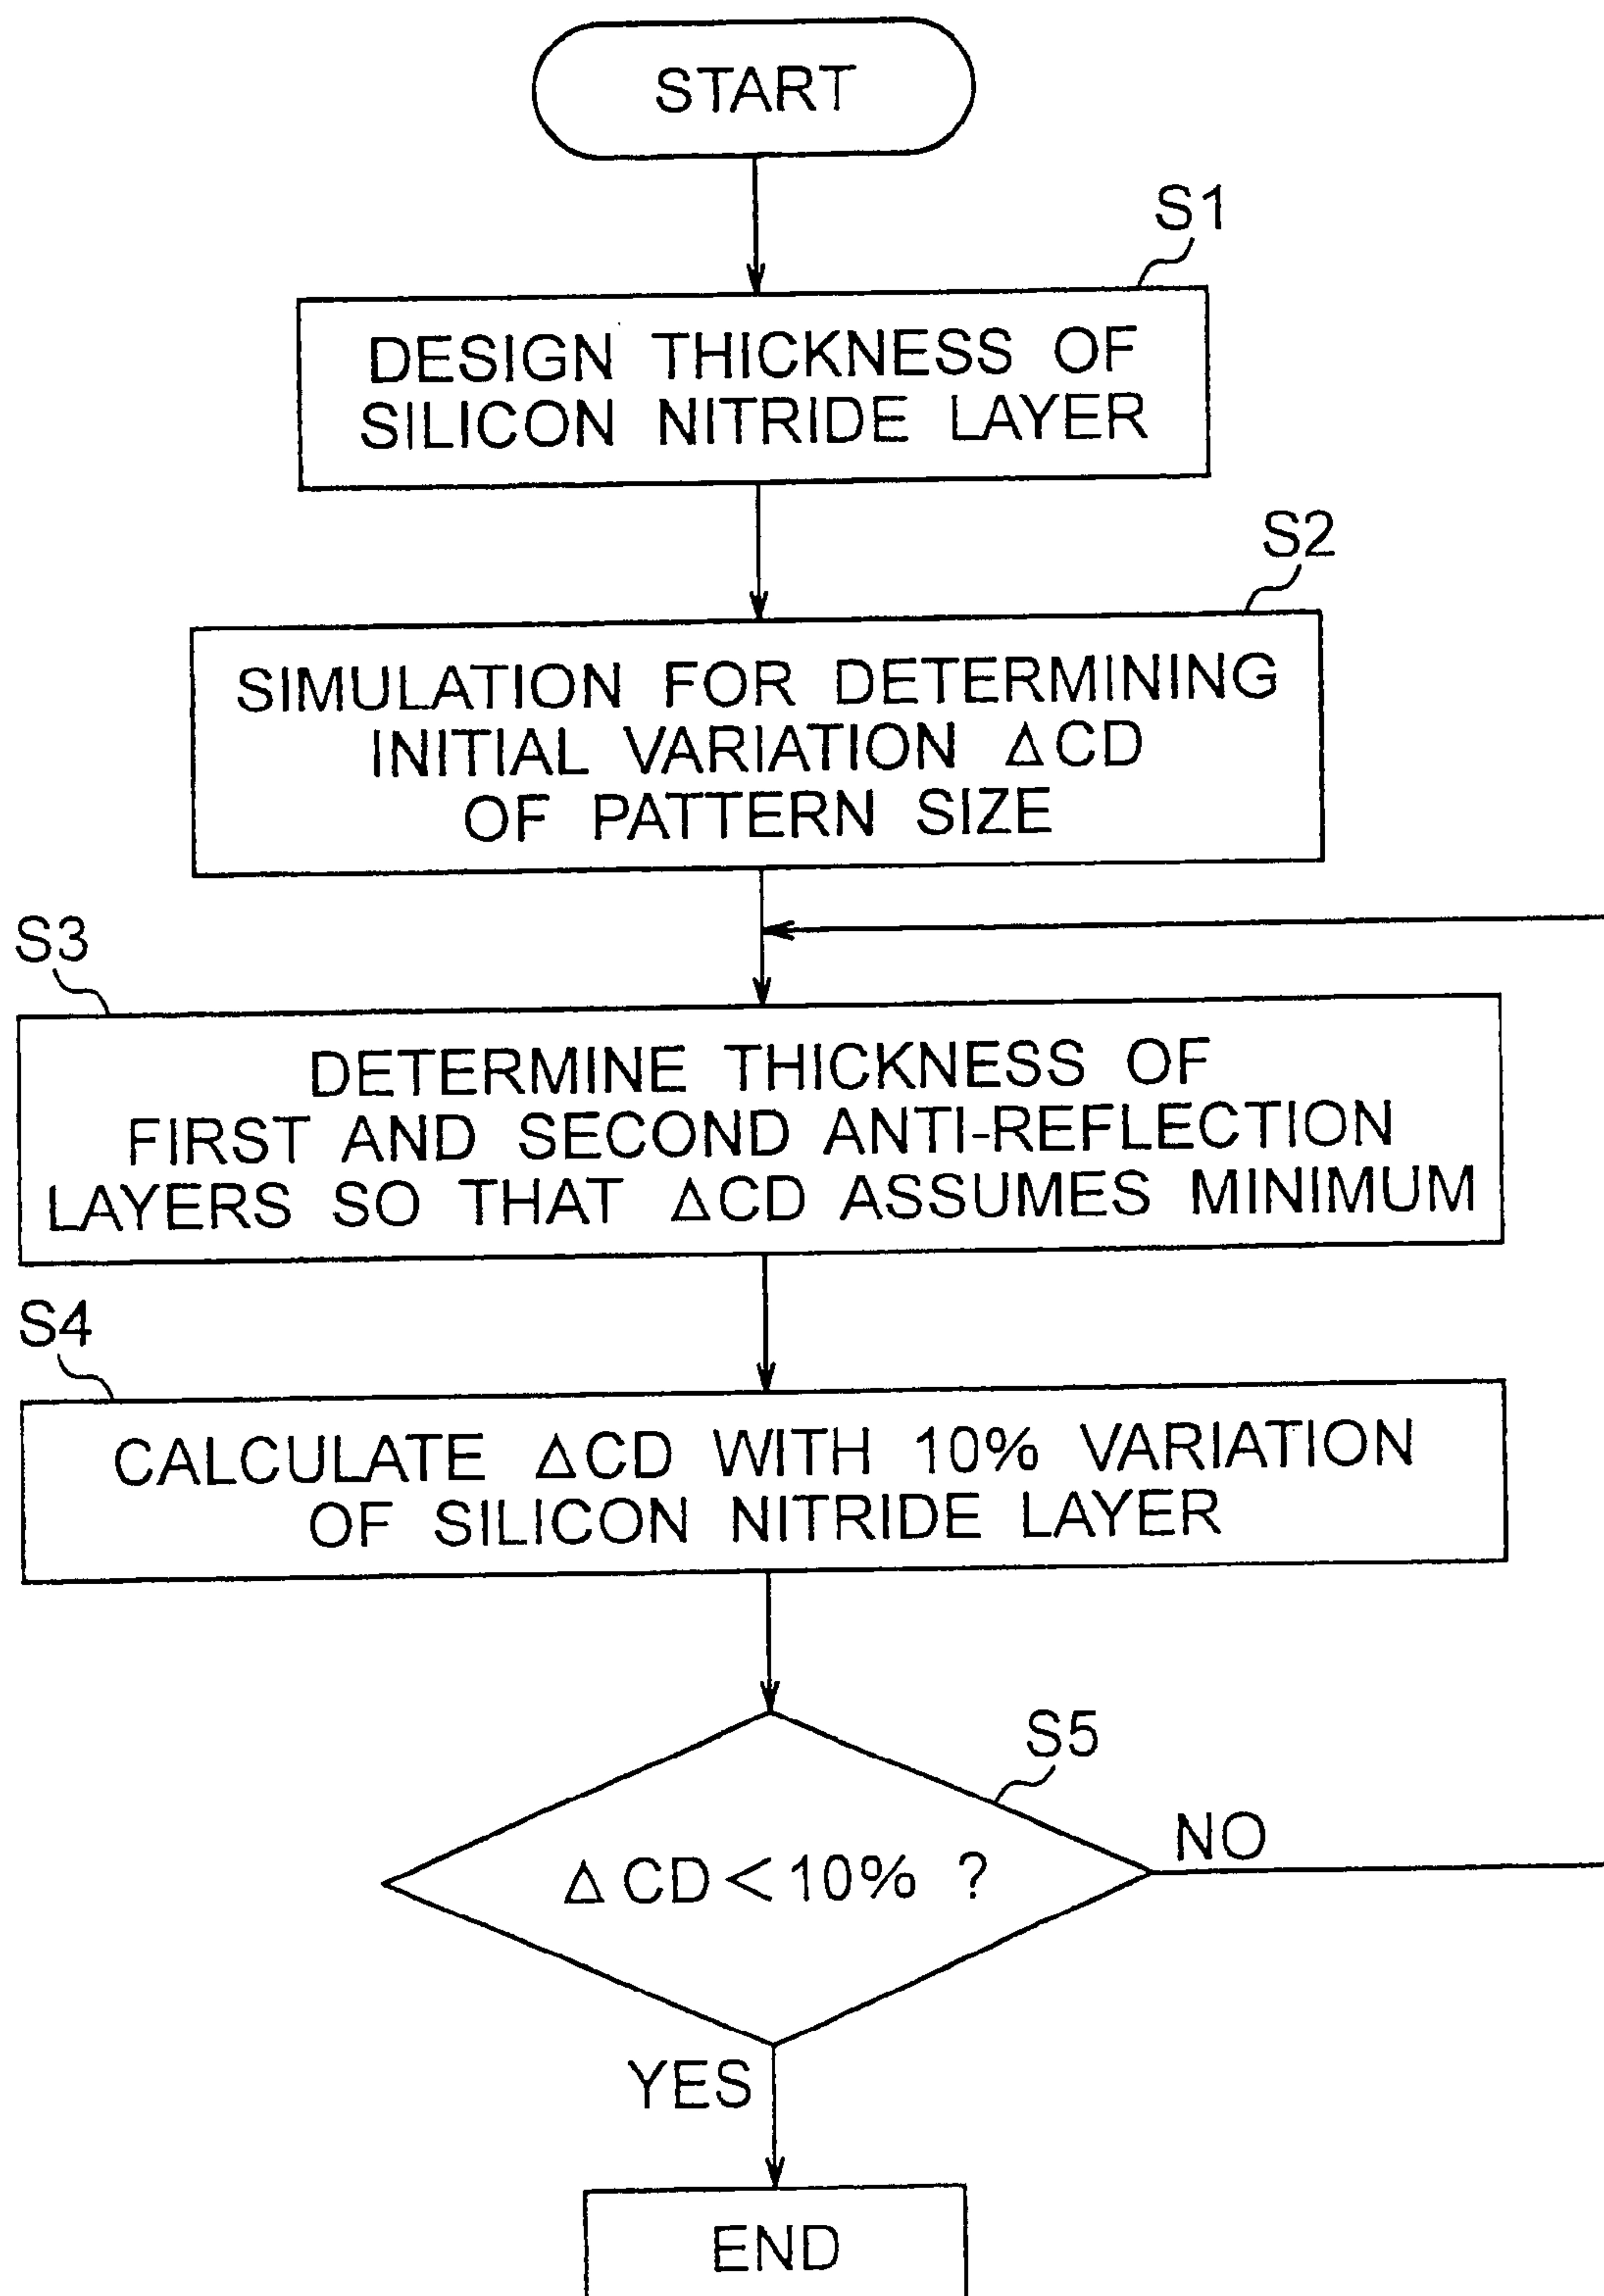 START
S1
DESIGN THICKNESS OF
SILICON NITRIDE LAYER
S2
SIMULATION FOR DETERMINING
INITIAL VARIATION ΔCD
OF PATTERN SIZE
S3
DETERMINE THICKNESS OF
FIRST AND SECOND ANTI-REFLECTION
LAYERS SO THAT ΔCD ASSUMES MINIMUM
S4
CALCULATE ΔCD WITH 10% VARIATION
OF SILICON NITRIDE LAYER
S5
ΔCD<10% ?
NO
YES
END